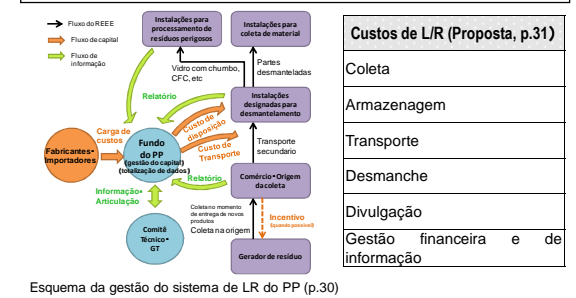 Fluxo do REEE
Fluxo de capital
Fluxo de
informação
Instalações para
processamento de
resíduos perigosos
Instalações para
coleta de material
Vidro com chumbo,
CFC, etc
Partes
desmanteladas
Relatório
Instalações
designadas para
desmantelamento
Custo de
disposição
Custo de
Transporte
Carga de
custos
Fabricantes•
Importadores
Fundo
do PP
(gestão do capital)
(totalização de dados)
Transporte
secundario
Relatório
Comércio•Origem
da coleta
Informação•
Articulação
Coleta no momento
de entrega de novos
produtos
Coleta na origem
Incentivo
(quando possível)
Comitê
Técnico•
GT
Gerador de resíduo
Esquema da gestão do sistema de LR do PP (p.30)
Custos de L/R (Proposta, p.31)
Coleta
Armazenagem
Transporte
Desmanche
Divulgação
Gestão financeira e de
informação